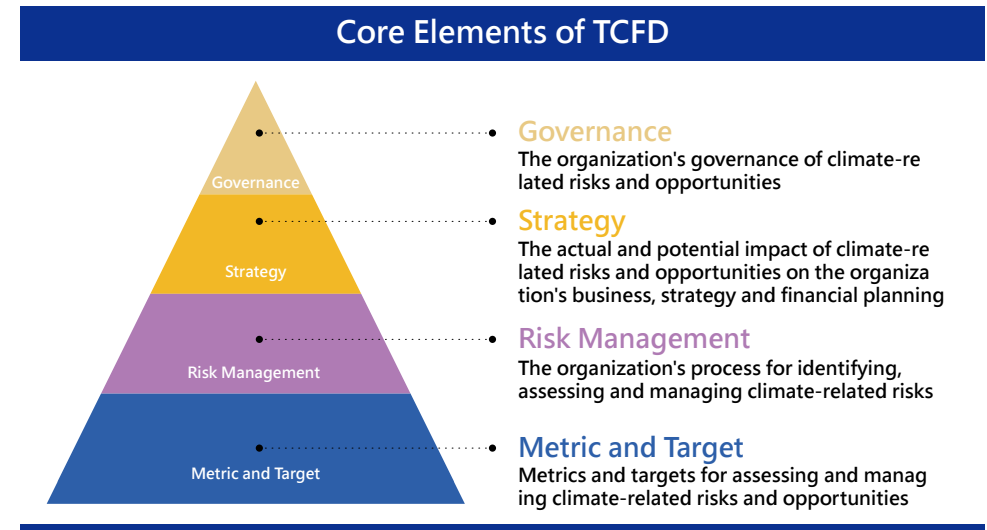 Core Elements of TCFD
Governance
Governance
The organization's governance of climate-re
lated risks and opportunities
Strategy
Strategy
The actual and potential impact of climate-re
lated risks and opportunities on the organiza
tion's business, strategy and financial planning
Risk Management
Risk Management
The organization's process for identifying,
assessing and managing climate-related risks
Metric and Target
Metric and Target
Metrics and targets for assessing and manag
ing climate-related risks and opportunities